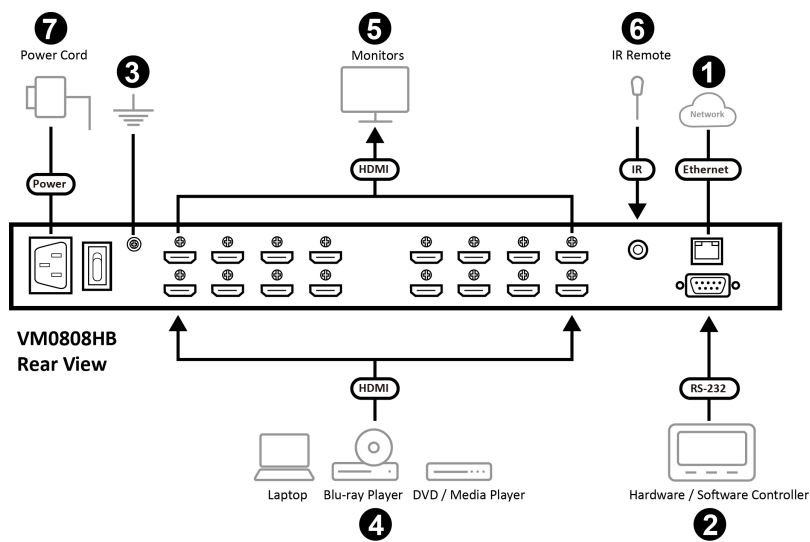 7
Power Cord
3
5
Monitors
6
IR Remote
1
Network
Power
HDMI
IR
Ethernet
VM0808HB
Rear View
HDMI
RS-232
Laptop
Blu-ray Player
DVD / Media Player
Hardware / Software Controller
4
2